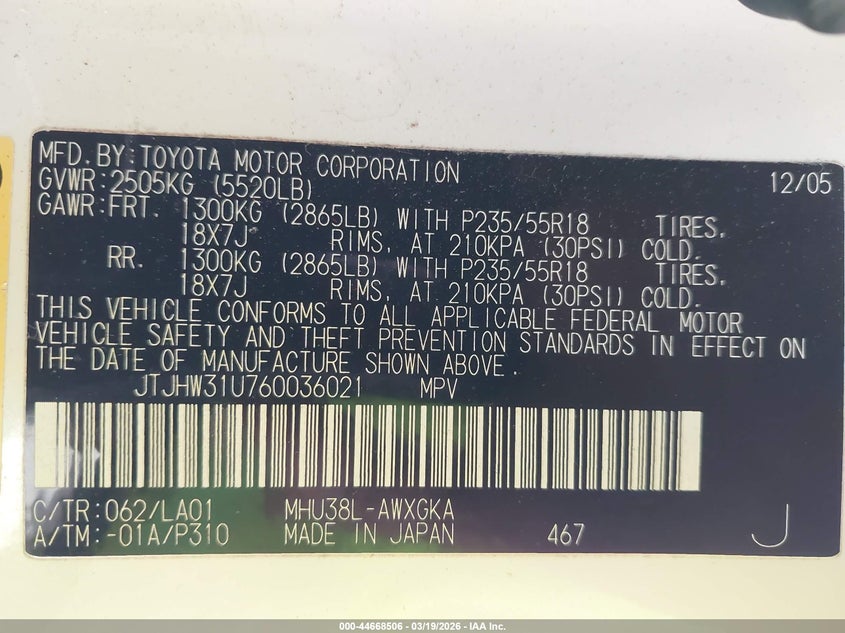 MFD. BY: TOYOTA MOTOR CORPORATION 12/05
GVWR: 2505KG (5520LB)
GAWR: FRT. 1300KG (2865LB) WITH P235/55R18 TIRES,
18X7J RIMS, AT 210KPA (30PSI) COLD.
RR. 1300KG (2865LB) WITH P235/55R18 TIRES,
18X7J RIMS, AT 210KPA (30PSI) COLD.
THIS VEHICLE CONFORMS TO ALL APPLICABLE FEDERAL MOTOR
VEHICLE SAFETY AND THEFT PREVENTION STANDARDS IN EFFECT ON
THE DATE OF MANUFACTURE SHOWN ABOVE.
JTJHW31U760036021 MPV
C/TR: 062/LA01 MHU38L-AWXGKA
A/TM: -01A/P310 MADE IN JAPAN 467 J
000-44668506 - 03/19/2026 - IAA Inc.